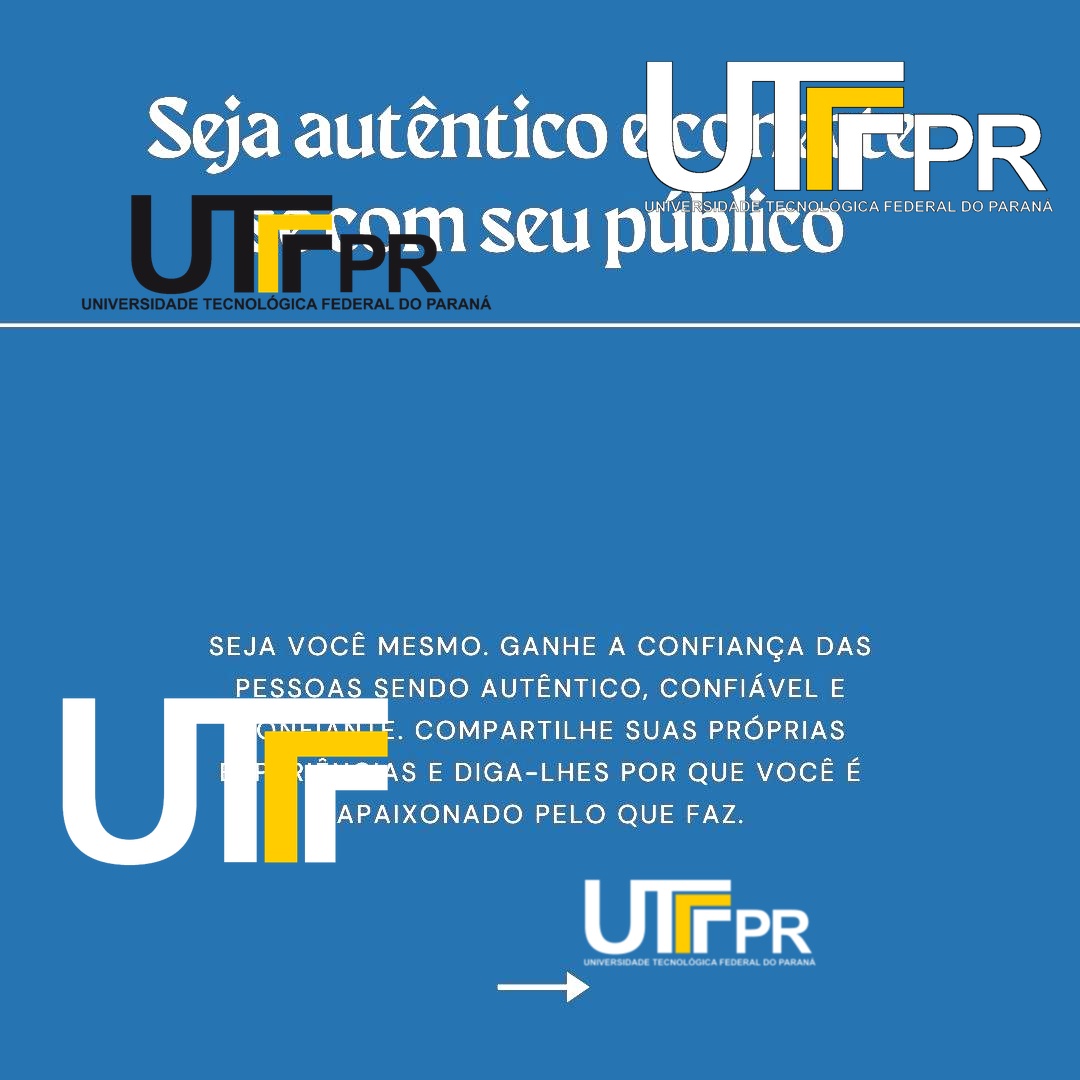 Seja autêntico e
UTFPR
UNIVERSIDADE TECNOLÓGICA FEDERAL DO PARANÁ
com seu público
UTFPR
UNIVERSIDADE TECNOLÓGICA FEDERAL DO PARANÁ
SEJA VOCÊ MESMO. GANHE A CONFIANÇA DAS
PESSOAS SENDO AUTÊNTICO, CONFIÁVEL E
CONFIANTE. COMPARTILHE SUAS PRÓPRIAS
EXPERIÊNCIAS E DIGA-LHES POR QUE VOCÊ É
APAIXONADO PELO QUE FAZ.
UTF
UTFPR
UNIVERSIDADE TECNOLÓGICA FEDERAL DO PARANÁ